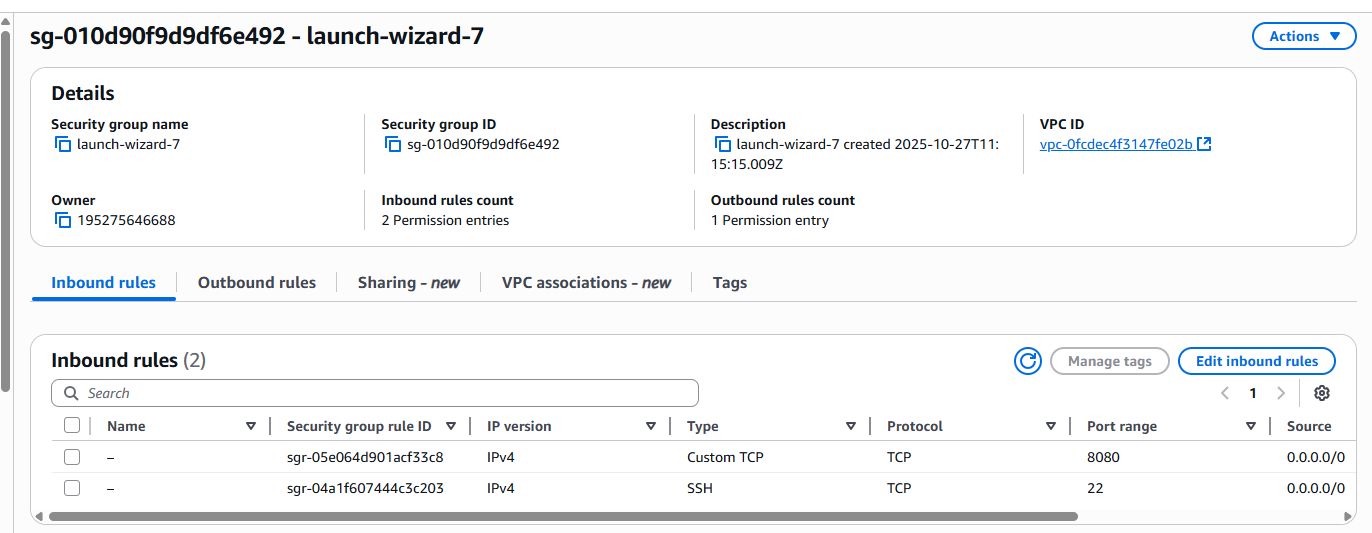 sg-010d90f9d9df6e492 - launch-wizard-7
Actions
Details
Security group name
launch-wizard-7
Security group ID
sg-010d90f9d9df6e492
Description
launch-wizard-7 created 2025-10-27T11:
15:15.009Z
VPC ID
vpc-0fcdec4f3147fe02b
Owner
195275646688
Inbound rules count
2 Permission entries
Outbound rules count
1 Permission entry
Inbound rules Outbound rules Sharing - new VPC associations - new Tags
Inbound rules (2)
Manage tags
Edit inbound rules
Search
1
Name Security group rule ID IP version Type Protocol Port range Source
– sgr-05e064d901acf33c8 IPv4 Custom TCP TCP 8080 0.0.0.0/0
– sgr-04a1f607444c3c203 IPv4 SSH TCP 22 0.0.0.0/0